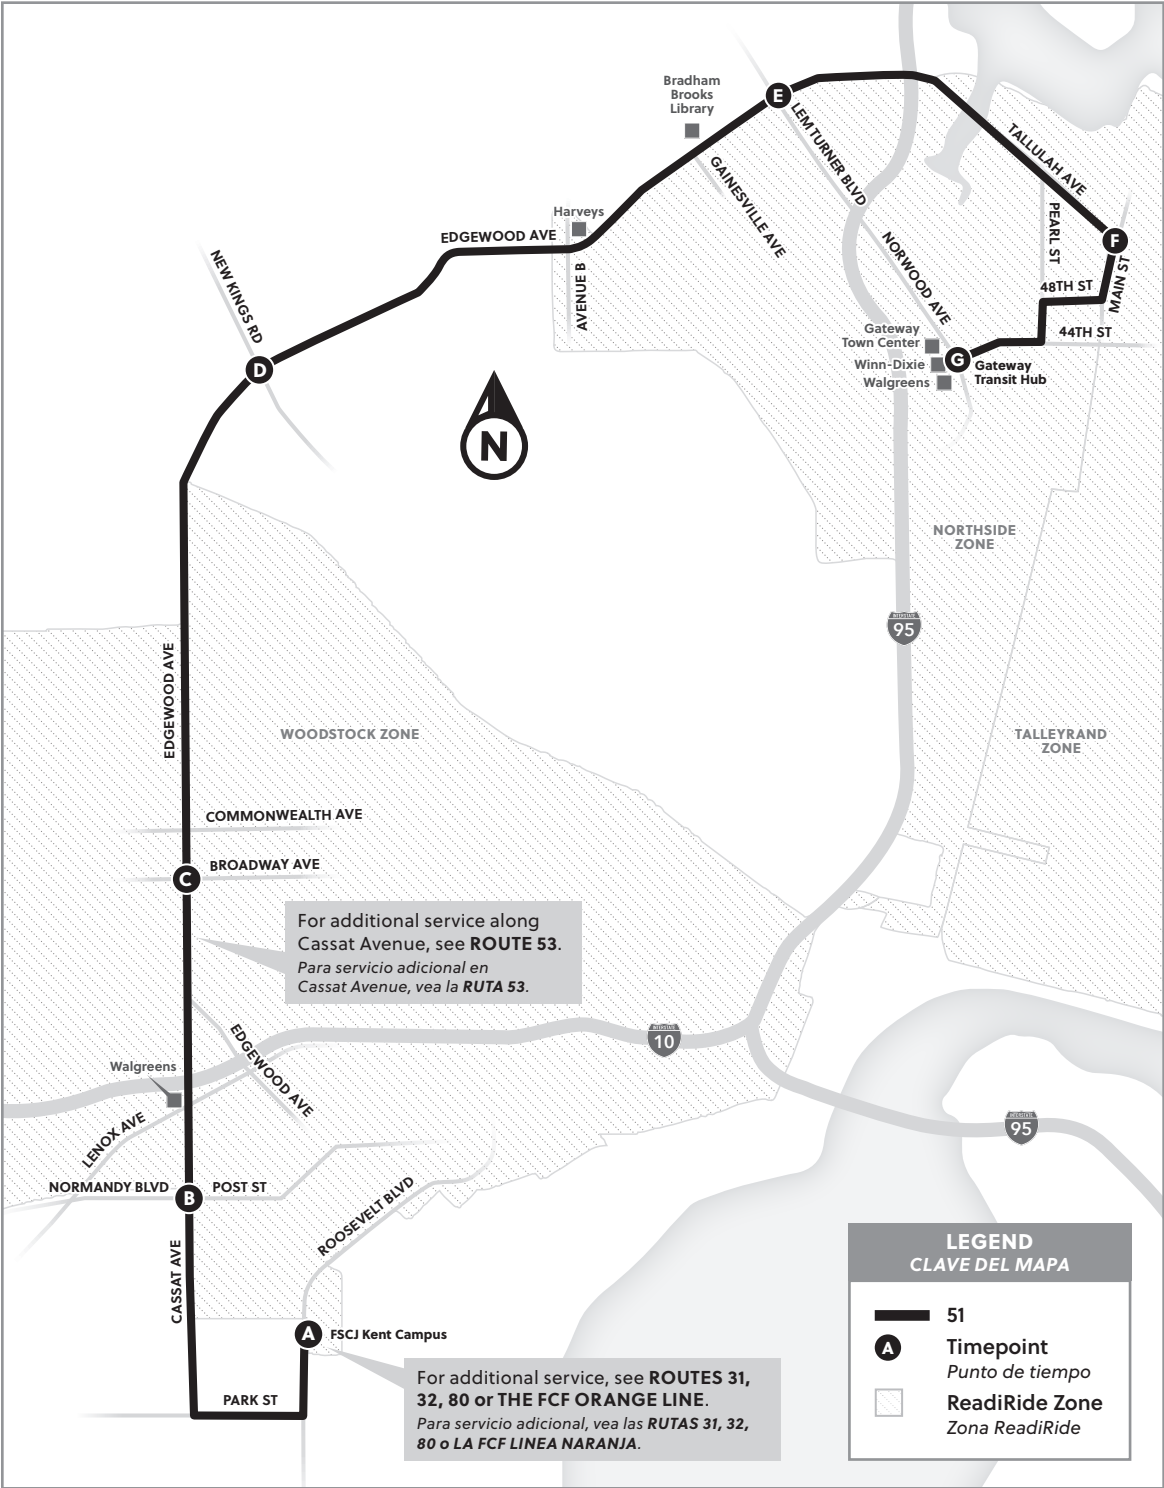 Bradham
Brooks
Library
E
LEM TURNER BLVD
TALLULAH AVE
GAINESVILLE AVE
PEARL ST
Harveys
EDGEWOOD AVE
F
NEW KINGS RD
AVENUE B
NORWOOD AVE
48TH ST
MAIN ST
44TH ST
Gateway
Town Center
Winn-Dixie
Walgreens
G
Gateway
Transit Hub
D
N
NORTHSIDE
ZONE
INTERSTATE
95
EDGEWOOD AVE
WOODSTOCK ZONE
TALLEYRAND
ZONE
COMMONWEALTH AVE
C
BROADWAY AVE
For additional service along
Cassat Avenue, see ROUTE 53.
Para servicio adicional en
Cassat Avenue, vea la RUTA 53.
EDGEWOOD AVE
INTERSTATE
10
Walgreens
LENOX AVE
INTERSTATE
95
NORMANDY BLVD
B
POST ST
ROOSEVELT BLVD
CASSAT AVE
A
FSCJ Kent Campus
PARK ST
For additional service, see ROUTES 31,
32, 80 or THE FCF ORANGE LINE.
Para servicio adicional, vea las RUTAS 31, 32,
80 o LA FCF LINEA NARANJA.
LEGEND
CLAVE DEL MAPA
51
A
Timepoint
Punto de tiempo
ReadiRide Zone
Zona ReadiRide